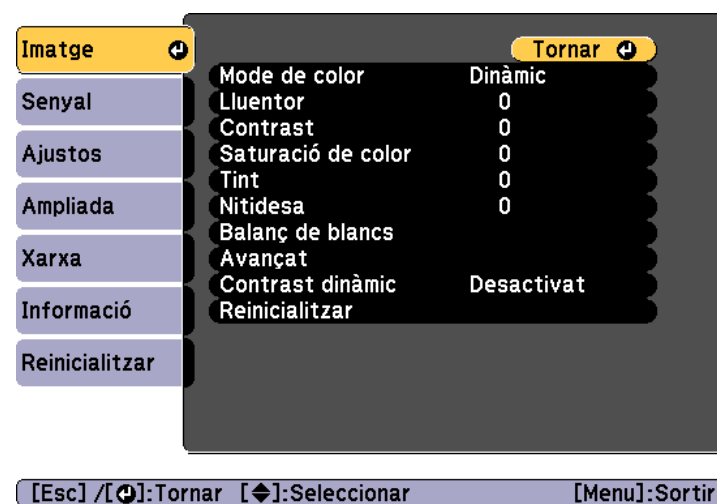 Imatge
Senyal
Ajustos
Ampliada
Xarxa
Informació
Reinicialitzar
Tornar
Mode de color Dinàmic
Lluentor 0
Contrast 0
Saturació de color 0
Tint 0
Nitidesa 0
Balanç de blancs
Avançat
Contrast dinàmic Desactivat
Reinicialitzar
[Esc] /[⏎]:Tornar [◆]:Seleccionar [Menu]:Sortir